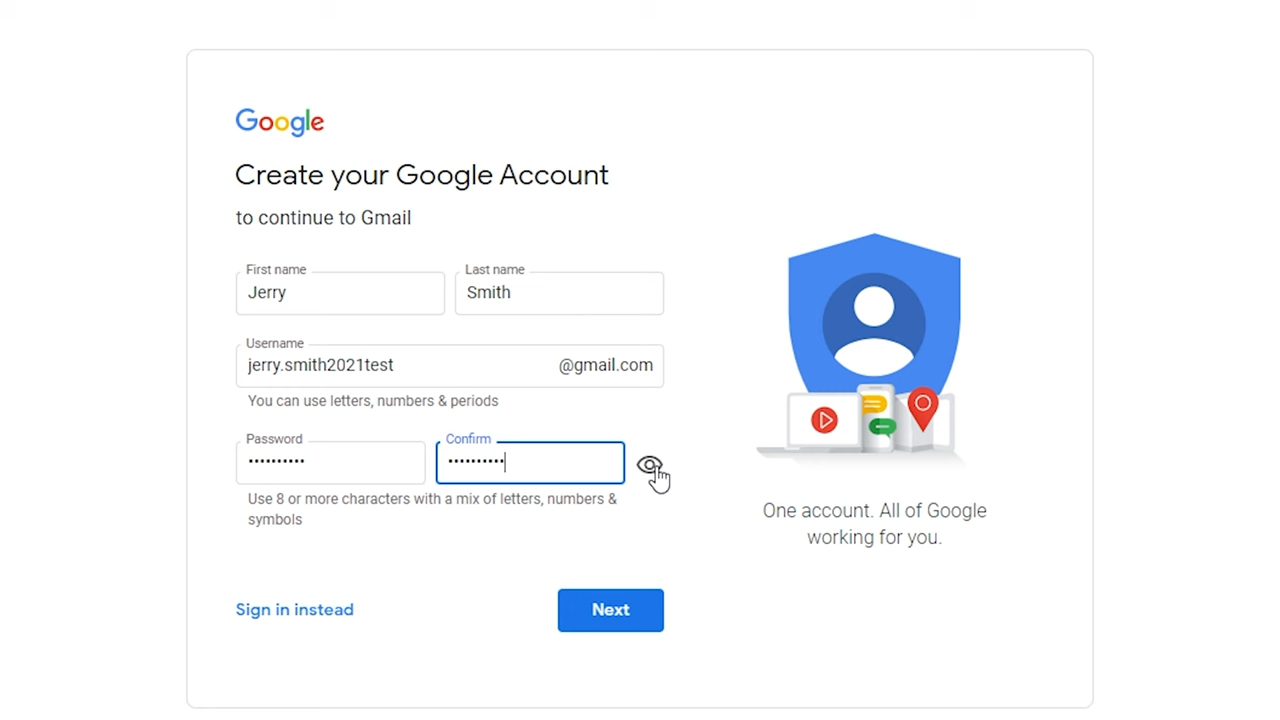 Google
Create your Google Account
to continue to Gmail
First name
Jerry
Last name
Smith
Username
jerry.smith2021test
@gmail.com
You can use letters, numbers & periods
Password
••••••••••
Confirm
••••••••••
Use 8 or more characters with a mix of letters, numbers &
symbols
Sign in instead
Next
One account. All of Google
working for you.